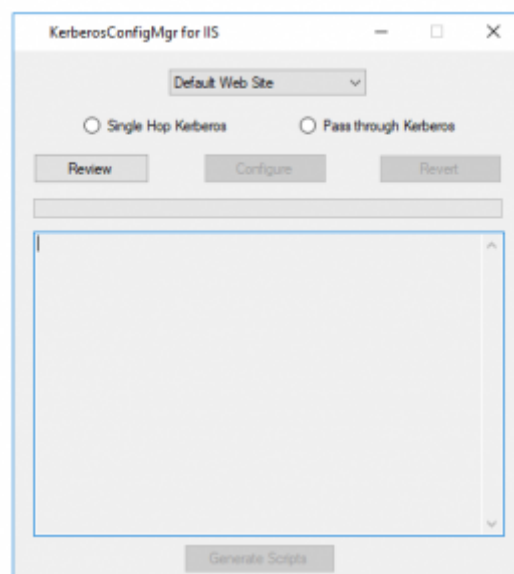 KerberosConfigMgr for IIS
Default Web Site
Single Hop Kerberos Pass through Kerberos
Review Configure Revert
Generate Scripts